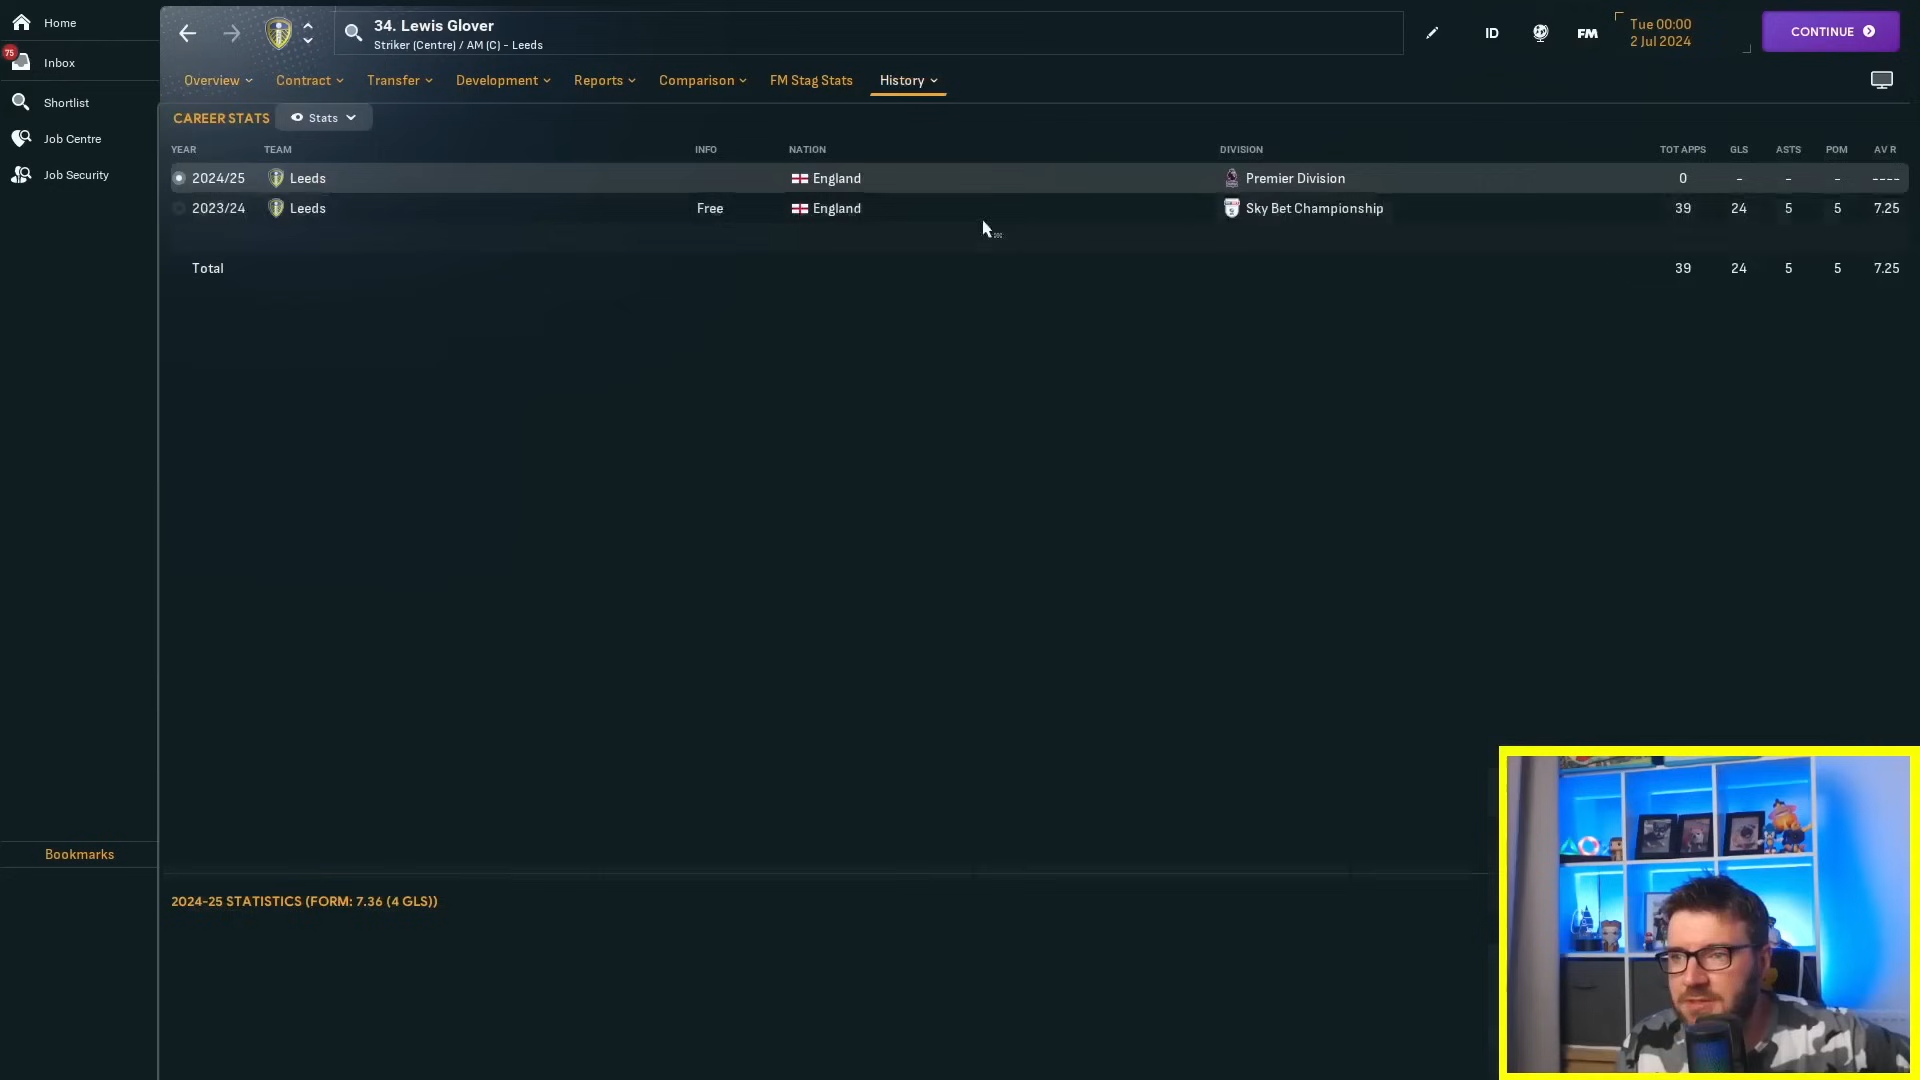 Home
75
Inbox
Shortlist
Job Centre
Job Security
Bookmarks
34. Lewis Glover
Striker (Centre) / AM (C) - Leeds
ID
FM
Tue 00:00
2 Jul 2024
CONTINUE
Overview
Contract
Transfer
Development
Reports
Comparison
FM Stag Stats
History
CAREER STATS
Stats
YEAR TEAM INFO NATION DIVISION TOT APPS GLS ASTS POM AV R
2024/25 Leeds England Premier Division 0 - - - ----
2023/24 Leeds Free England Sky Bet Championship 39 24 5 5 7.25
Total 39 24 5 5 7.25
2024-25 STATISTICS (FORM: 7.36 (4 GLS))